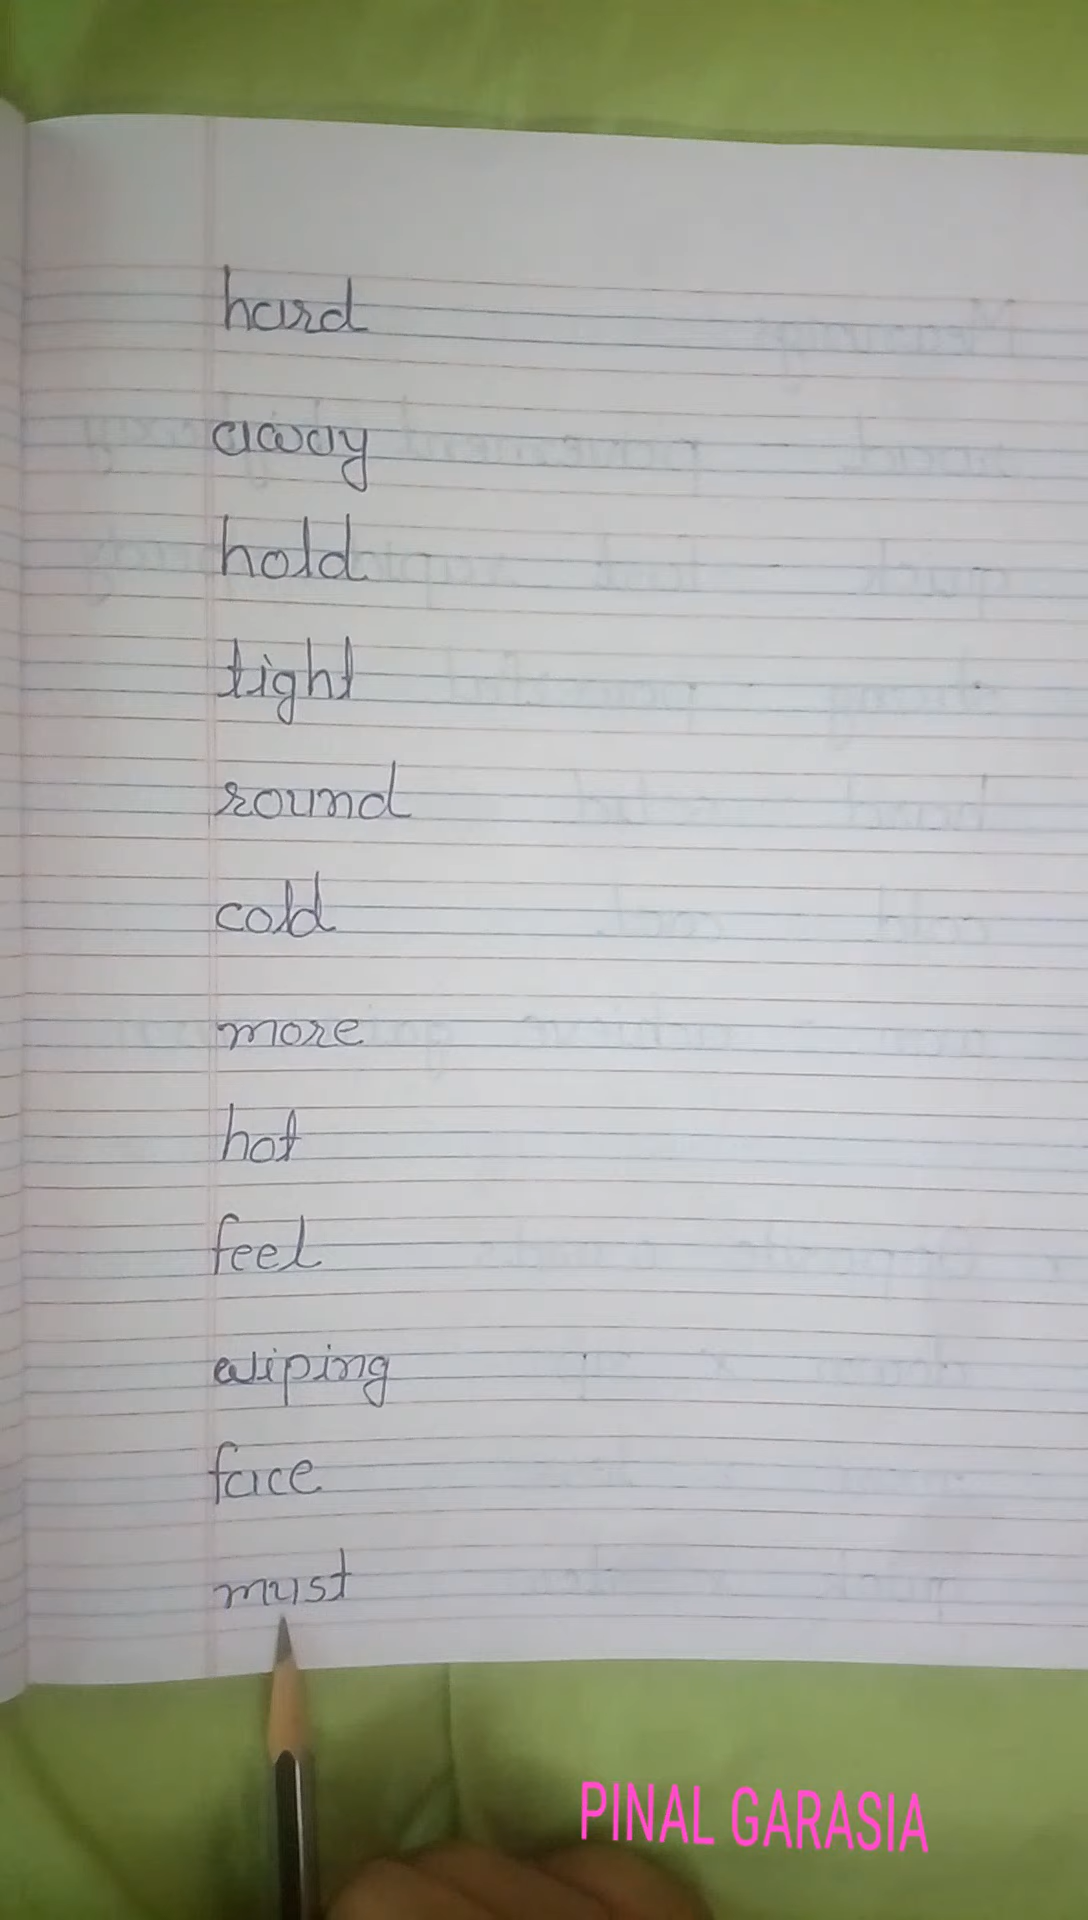 hard
away
hold
tight
round
cold
more
hot
feel
wiping
face
must
PINAL GARASIA